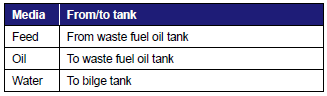 Media From/to tank
Feed From waste fuel oil tank
Oil To waste fuel oil tank
Water To bilge tank